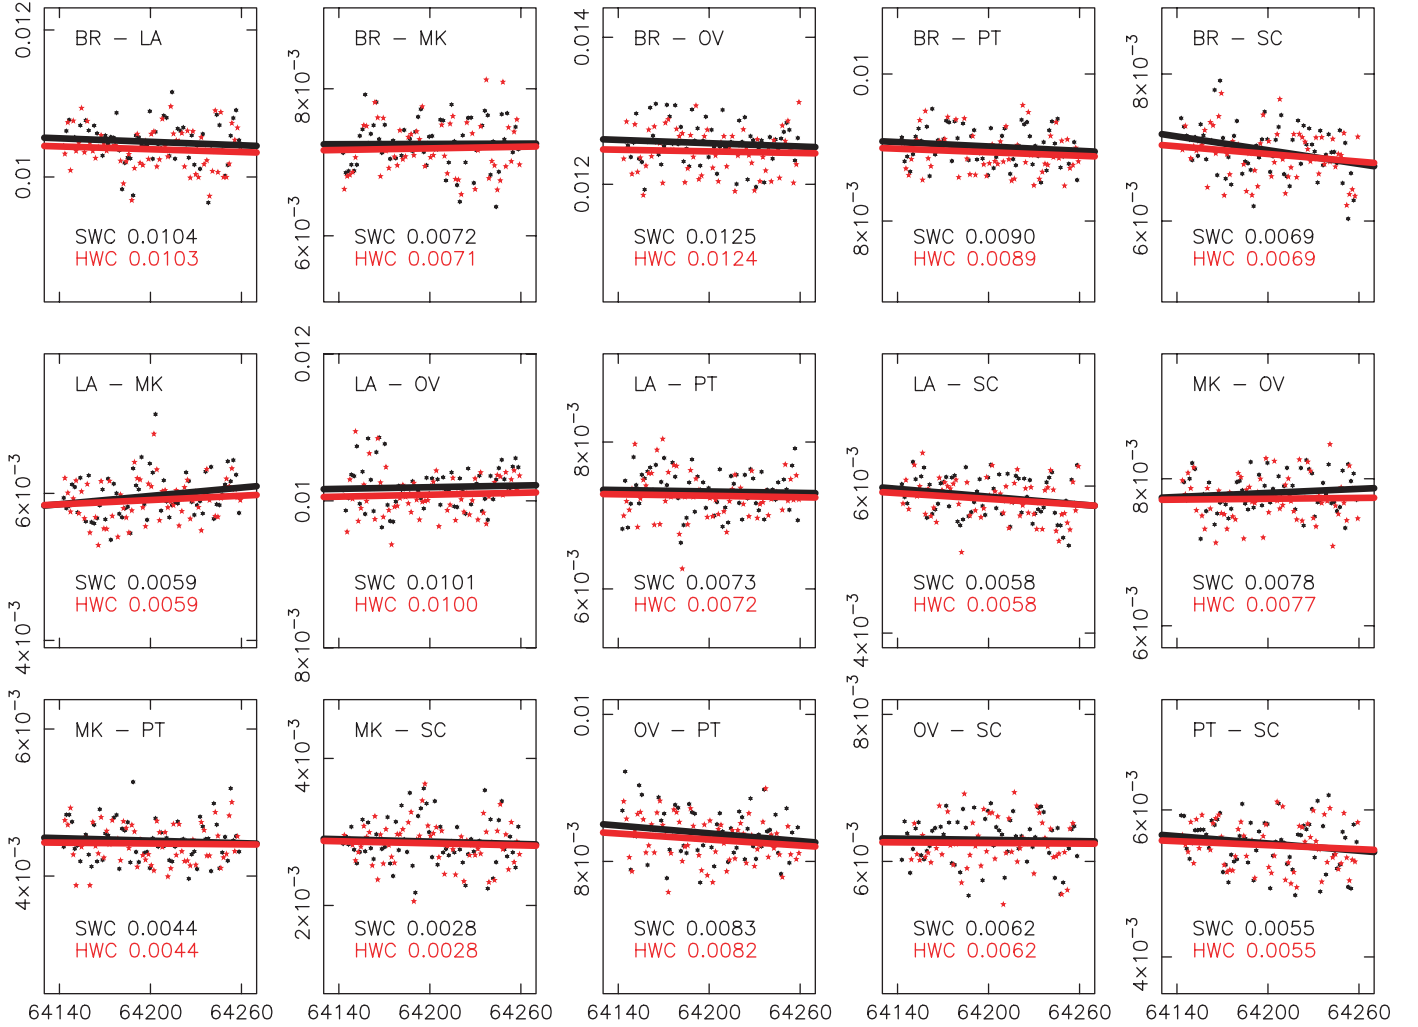 BR − LA
0.012
0.01
SWC 0.0104
HWC 0.0103
BR − MK
8×10−3
6×10−3
SWC 0.0072
HWC 0.0071
BR − OV
0.014
0.012
SWC 0.0125
HWC 0.0124
BR − PT
0.01
8×10−3
SWC 0.0090
HWC 0.0089
BR − SC
8×10−3
6×10−3
SWC 0.0069
HWC 0.0069
LA − MK
6×10−3
4×10−3
SWC 0.0059
HWC 0.0059
LA − OV
0.012
0.01
8×10−3
SWC 0.0101
HWC 0.0100
LA − PT
8×10−3
6×10−3
SWC 0.0073
HWC 0.0072
LA − SC
6×10−3
4×10−3
SWC 0.0058
HWC 0.0058
MK − OV
8×10−3
6×10−3
SWC 0.0078
HWC 0.0077
MK − PT
6×10−3
4×10−3
SWC 0.0044
HWC 0.0044
MK − SC
4×10−3
2×10−3
SWC 0.0028
HWC 0.0028
OV − PT
0.01
8×10−3
SWC 0.0083
HWC 0.0082
OV − SC
8×10−3
6×10−3
SWC 0.0062
HWC 0.0062
PT − SC
6×10−3
4×10−3
SWC 0.0055
HWC 0.0055
64140 64200 64260
64140 64200 64260
64140 64200 64260
64140 64200 64260
64140 64200 64260